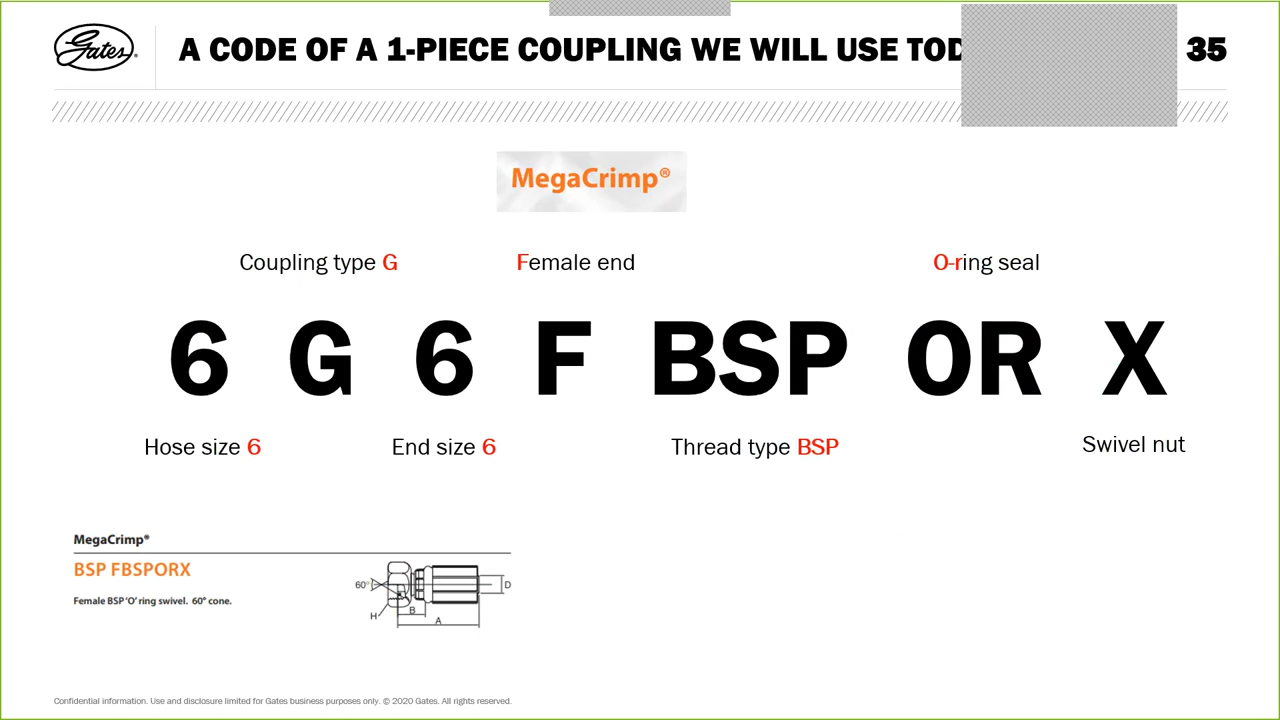 Gates®
A CODE OF A 1-PIECE COUPLING WE WILL USE
35
MegaCrimp®
Coupling type G
Female end
O-ring seal
6 G 6 F BSP OR X
Hose size 6
End size 6
Thread type BSP
Swivel nut
MegaCrimp®
BSP FBSPORX
Female BSP ‘O’ ring swivel. 60° cone.
60°
D
B
H
A
Confidential information. Use and disclosure limited for Gates business purposes only. © 2020 Gates. All rights reserved.